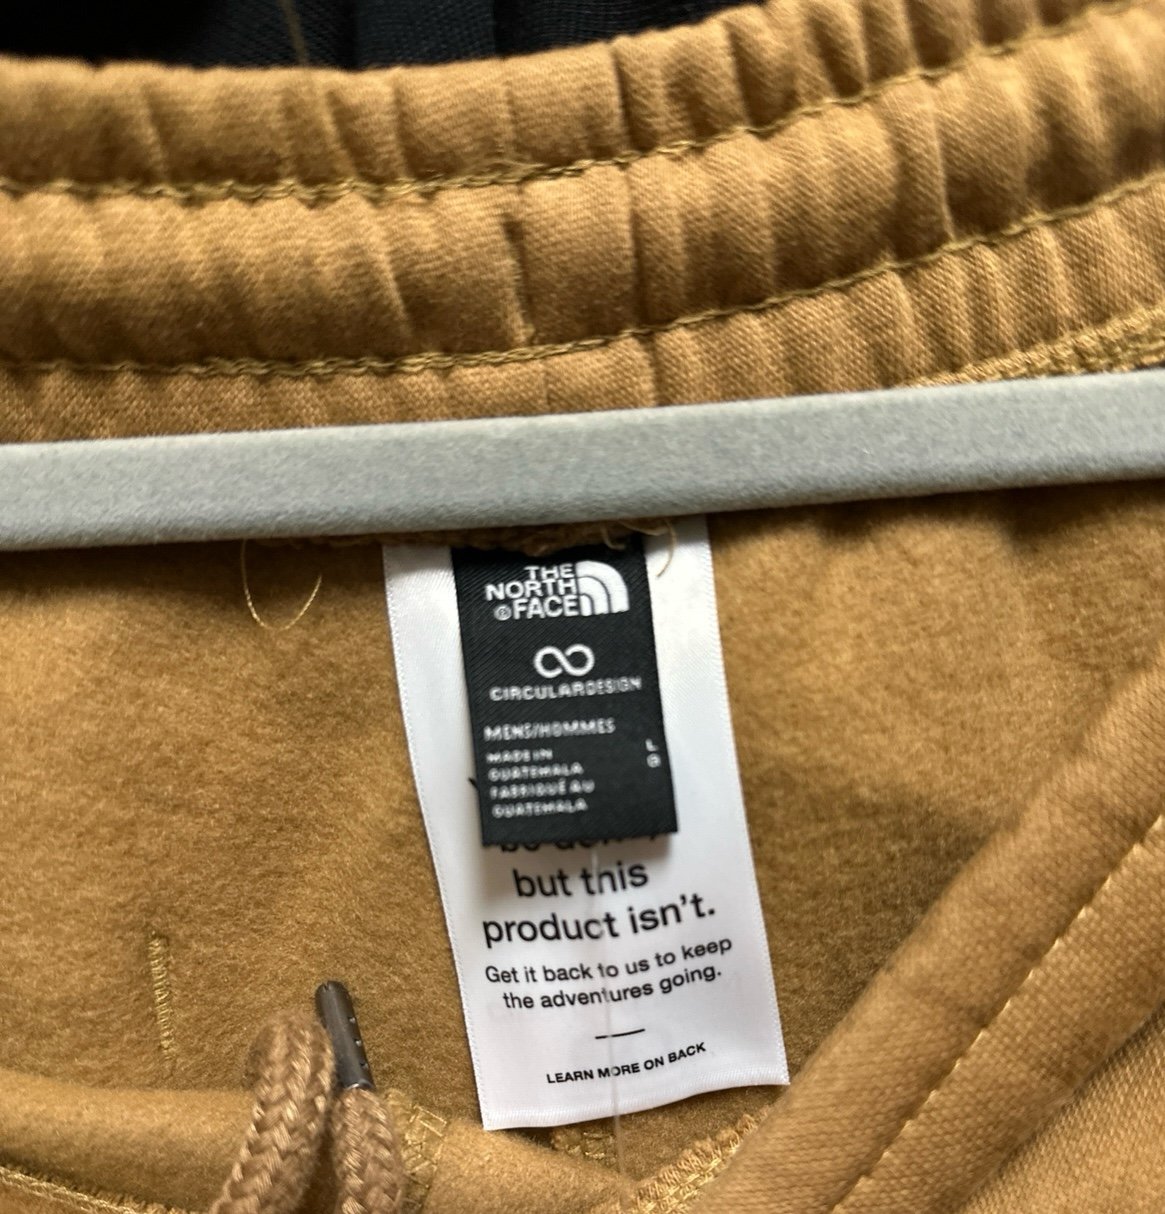 THE
NORTH
FACE
CIRCULARDESIGN
MENS/HOMMES
MADE IN
GUATEMALA
FABRIQUÉ AU
GUATEMALA
L
G
but this
product isn't.
Get it back to us to keep
the adventures going.
LEARN MORE ON BACK